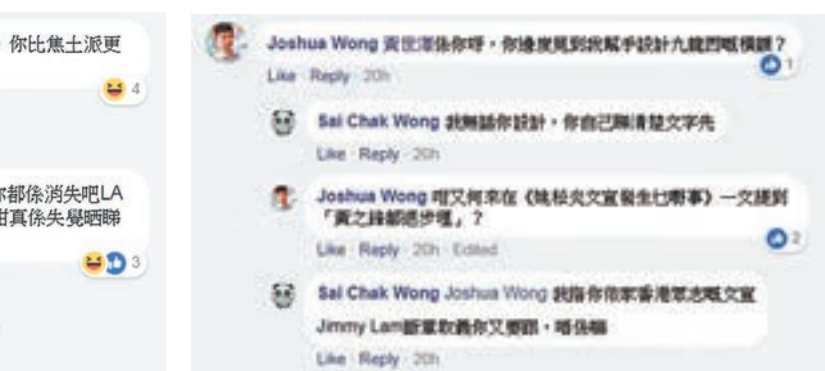 ，你比焦土派更
4
你都係消失吧LA
咁真係失覺晒睇
3
Joshua Wong 黃世澤係你呀，你邊度見到我幫手設計九龍西嘅橫額？
1
Like Reply 20h
Sai Chak Wong 我無話你設計，你自己睇清楚文字先
Like Reply 20h
Joshua Wong 咁又何來在《姚松炎文宣發生乜嘢事》一文提到
「黃之鋒都退步埋」？
2
Like Reply 20h Edited
Sai Chak Wong Joshua Wong 我指你依家香港眾志嘅文宣
Jimmy Lam斷章取義你又要跟，唔係嘛
Like Reply 20h